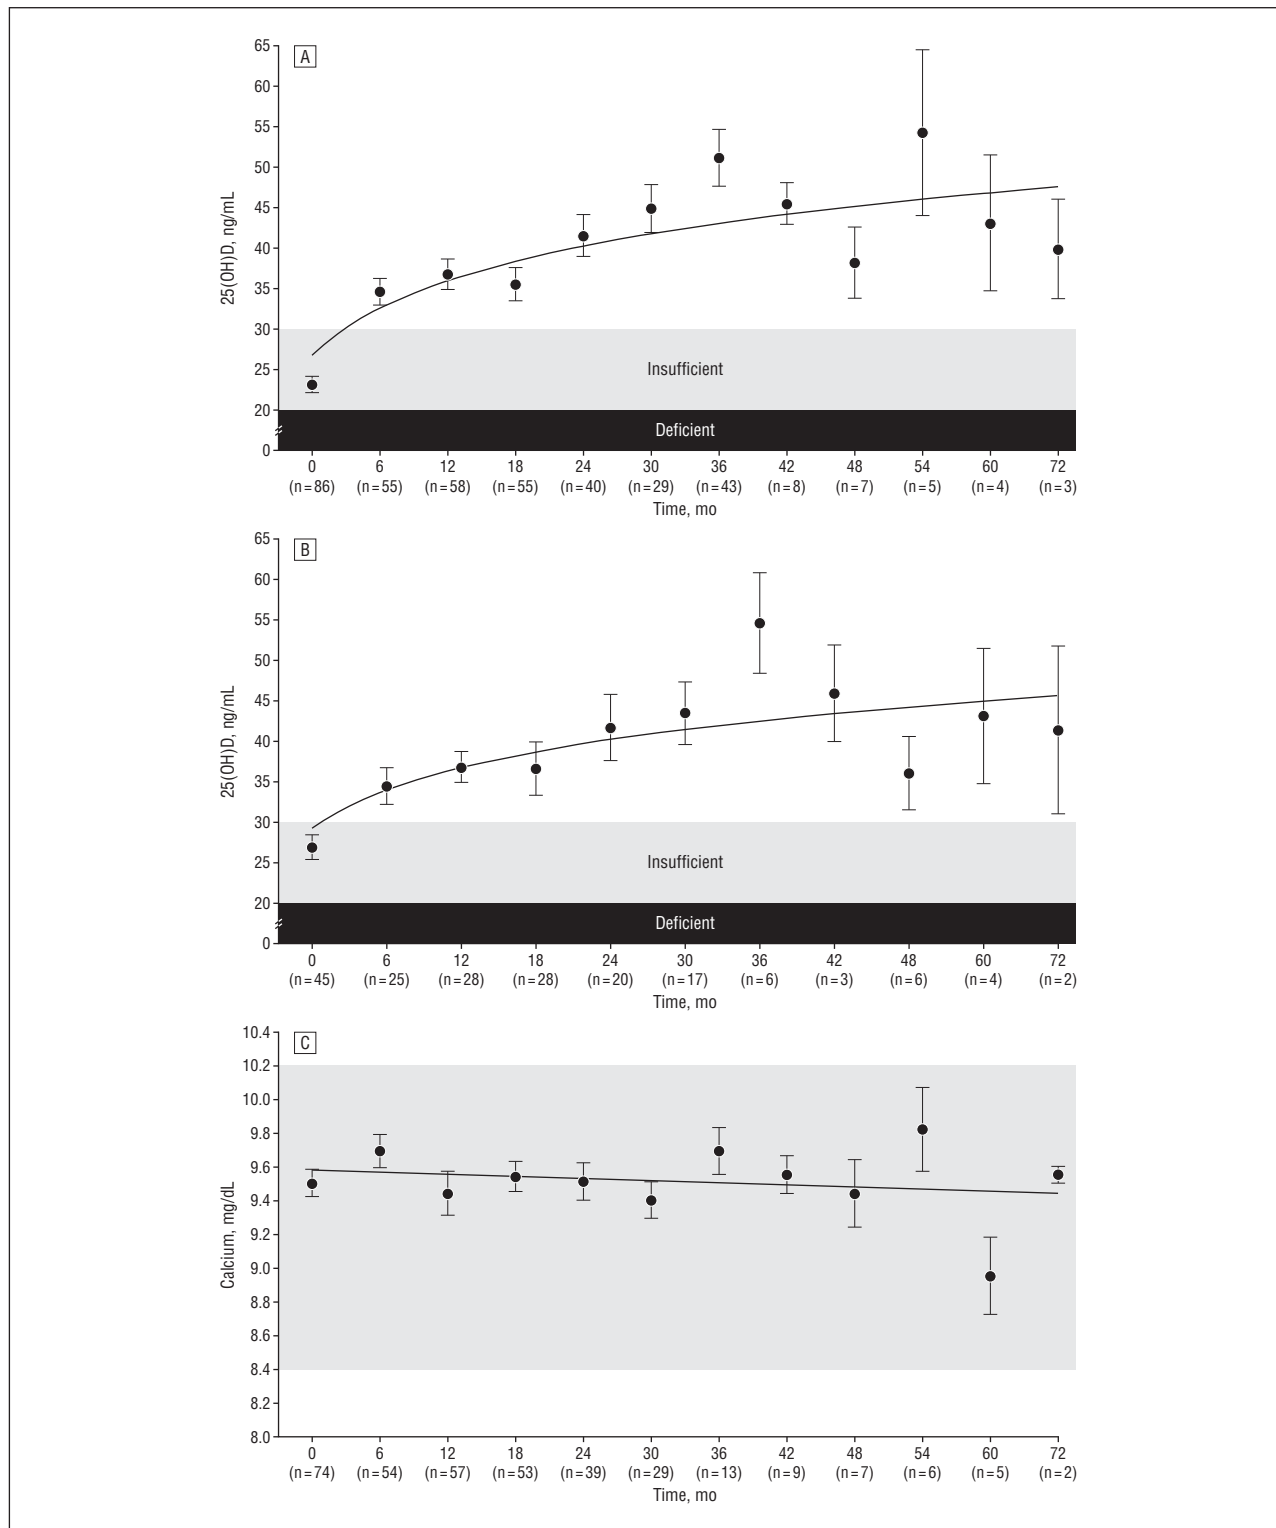 A
65
60
55
50
45
40
35
30
25
20
0
25(OH)D, ng/mL
Insufficient
Deficient
0 6 12 18 24 30 36 42 48 54 60 72
(n=86) (n=55) (n=58) (n=55) (n=40) (n=29) (n=43) (n=8) (n=7) (n=5) (n=4) (n=3)
Time, mo
B
65
60
55
50
45
40
35
30
25
20
0
25(OH)D, ng/mL
Insufficient
Deficient
0 6 12 18 24 30 36 42 48 60 72
(n=45) (n=25) (n=28) (n=28) (n=20) (n=17) (n=6) (n=3) (n=6) (n=4) (n=2)
Time, mo
C
10.4
10.2
10.0
9.8
9.6
9.4
9.2
9.0
8.8
8.6
8.4
8.2
8.0
Calcium, mg/dL
0 6 12 18 24 30 36 42 48 54 60 72
(n=74) (n=54) (n=57) (n=53) (n=39) (n=29) (n=13) (n=9) (n=7) (n=6) (n=5) (n=2)
Time, mo